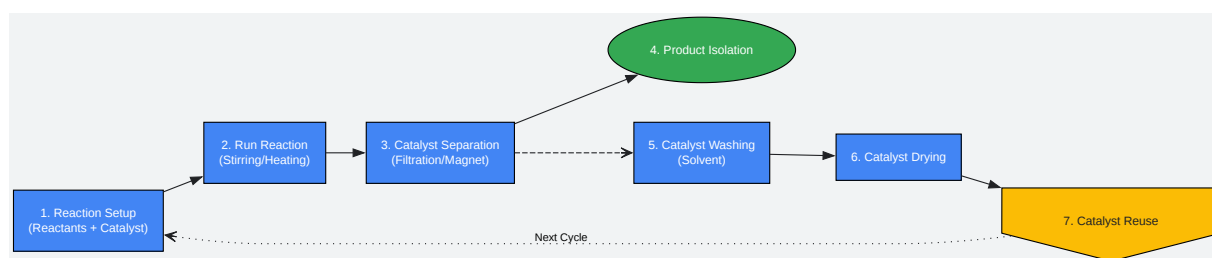 1. Reaction Setup
(Reactants + Catalyst)
2. Run Reaction
(Stirring/Heating)
3. Catalyst Separation
(Filtration/Magnet)
4. Product Isolation
5. Catalyst Washing
(Solvent)
6. Catalyst Drying
7. Catalyst Reuse
Next Cycle